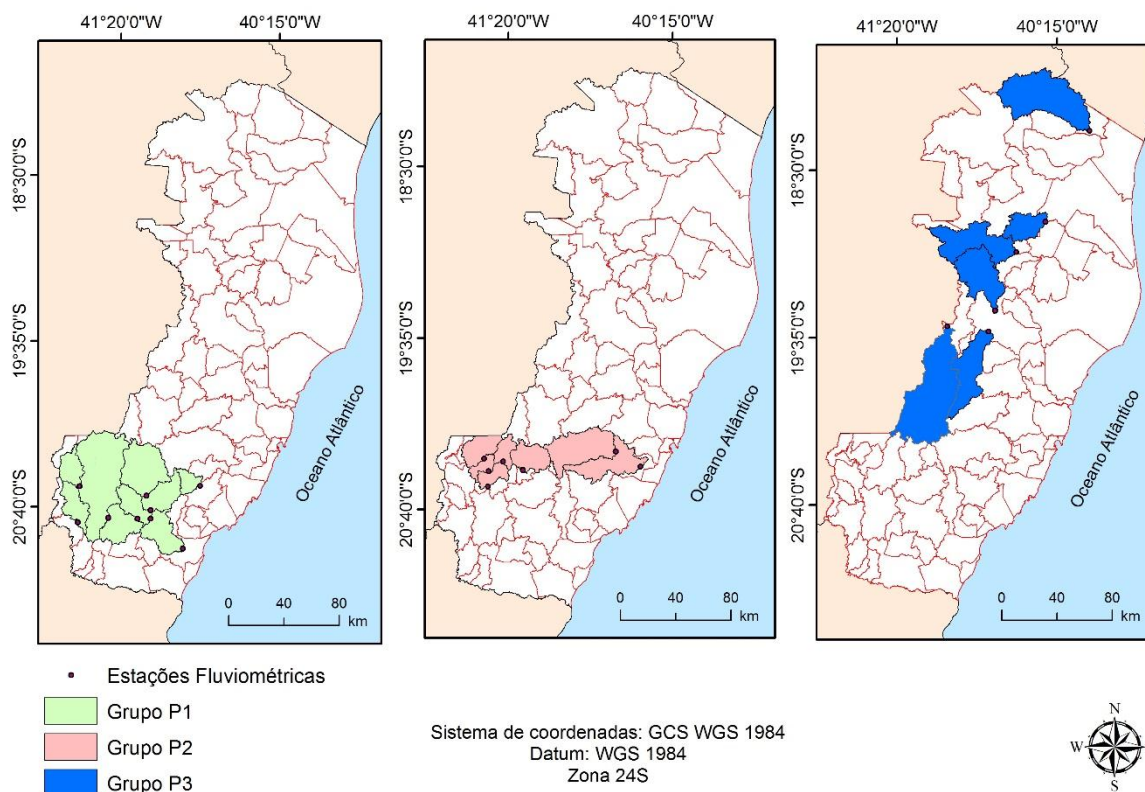 41°20'0"W 40°15'0"W
18°30'0"S
19°35'0"S
20°40'0"S
Oceano Atlântico
0 40 80
km
41°20'0"W 40°15'0"W
18°30'0"S
19°35'0"S
20°40'0"S
Oceano Atlântico
0 40 80
km
41°20'0"W 40°15'0"W
18°30'0"S
19°35'0"S
20°40'0"S
Oceano Atlântico
0 40 80
km
Estações Fluviométricas
Grupo P1
Grupo P2
Grupo P3
Sistema de coordenadas: GCS WGS 1984
Datum: WGS 1984
Zona 24S
N
W E
S